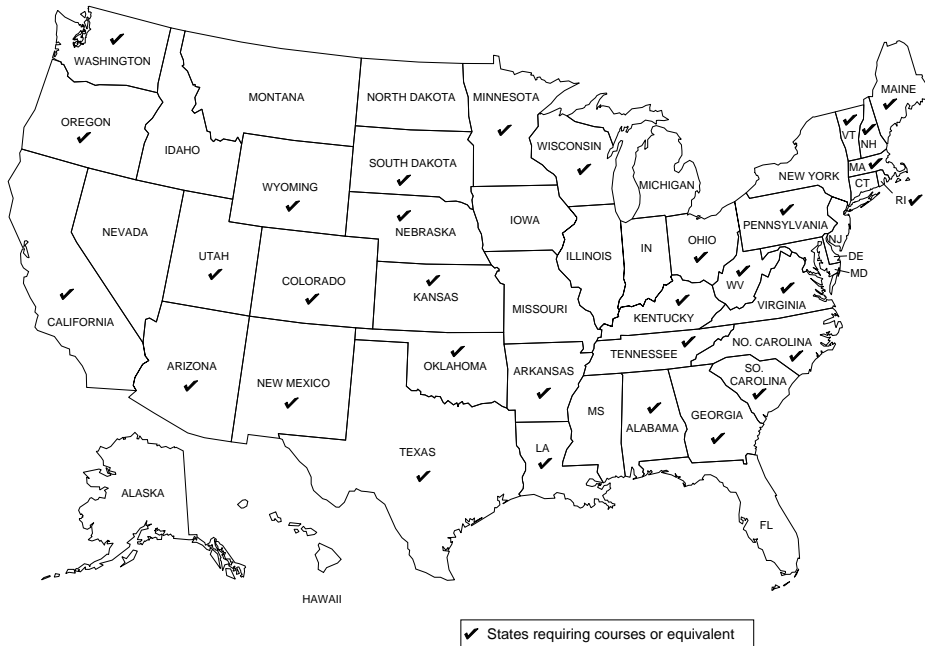 WASHINGTON
MONTANA
NORTH DAKOTA
MINNESOTA
MAINE
OREGON
IDAHO
SOUTH DAKOTA
WISCONSIN
VT
NH
WYOMING
MICHIGAN
NEW YORK
MA
CT
RI
NEVADA
NEBRASKA
IOWA
PENNSYLVANIA
UTAH
COLORADO
KANSAS
ILLINOIS
IN
OHIO
NJ
DE
MD
WV
VIRGINIA
CALIFORNIA
MISSOURI
KENTUCKY
ARIZONA
NEW MEXICO
OKLAHOMA
ARKANSAS
TENNESSEE
NO. CAROLINA
SO.
CAROLINA
MS
ALABAMA
GEORGIA
TEXAS
LA
ALASKA
FL
HAWAII
✔ States requiring courses or equivalent